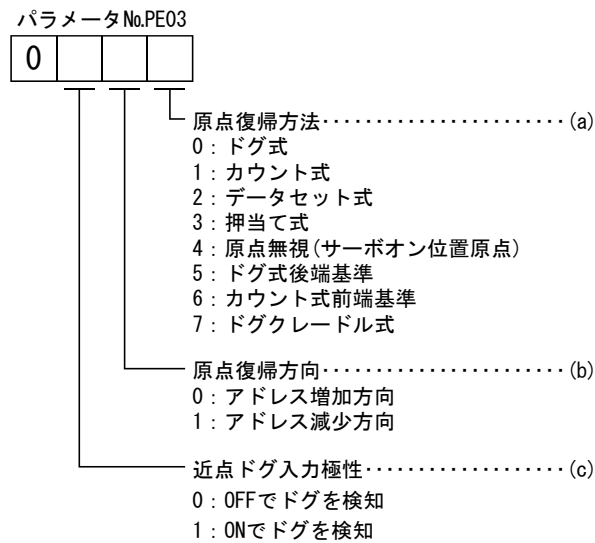 パラメータ№PE03
0
原点復帰方法・・・・・・・・・・・・・・・・・・・・・・・(a)
0：ドグ式
1：カウント式
2：データセット式
3：押当て式
4：原点無視(サーボオン位置原点)
5：ドグ式後端基準
6：カウント式前端基準
7：ドグクレードル式
原点復帰方向・・・・・・・・・・・・・・・・・・・・・・・(b)
0：アドレス増加方向
1：アドレス減少方向
近点ドグ入力極性・・・・・・・・・・・・・・・・・・・(c)
0：OFFでドグを検知
1：ONでドグを検知